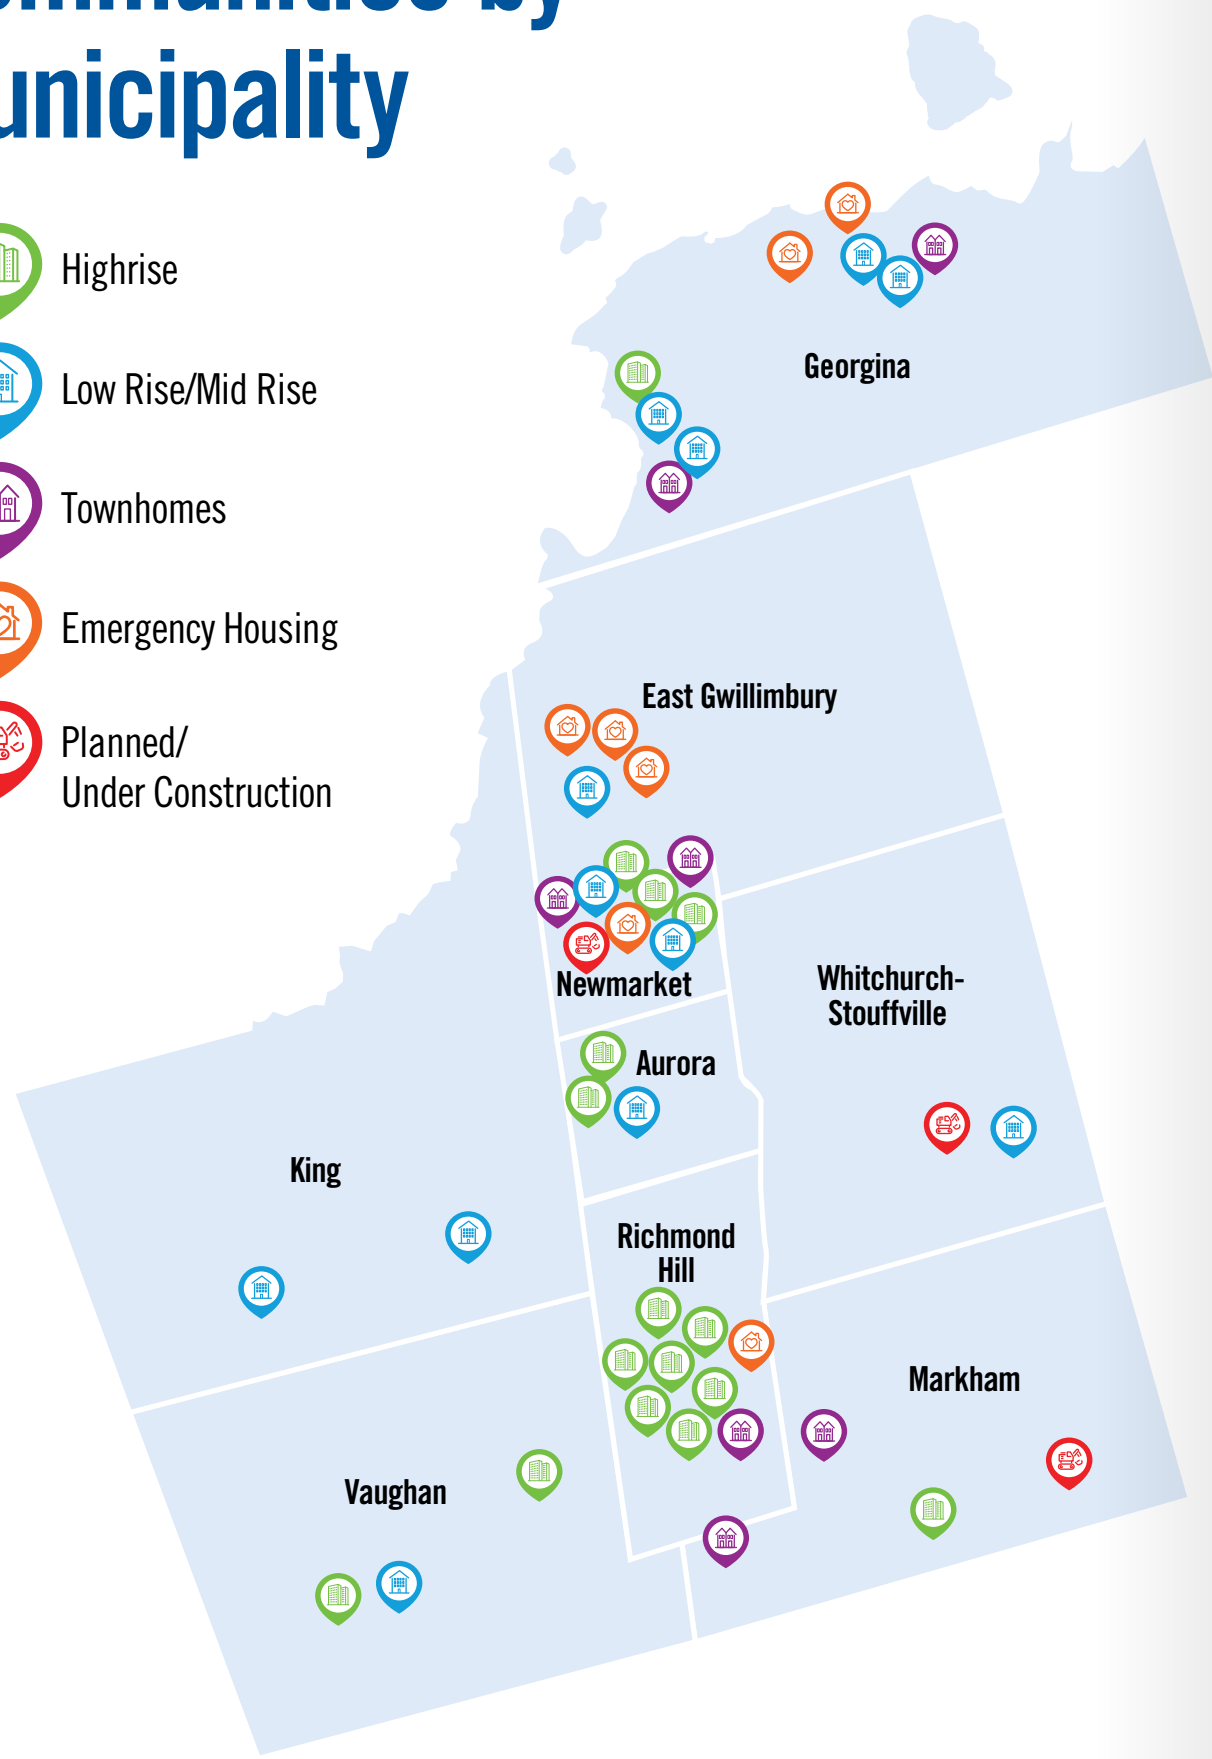 unicipality
Highrise
Low Rise/Mid Rise
Townhomes
Emergency Housing
Planned/
Under Construction
Georgina
East Gwillimbury
Newmarket
Whitchurch-
Stouffville
Aurora
King
Richmond
Hill
Markham
Vaughan